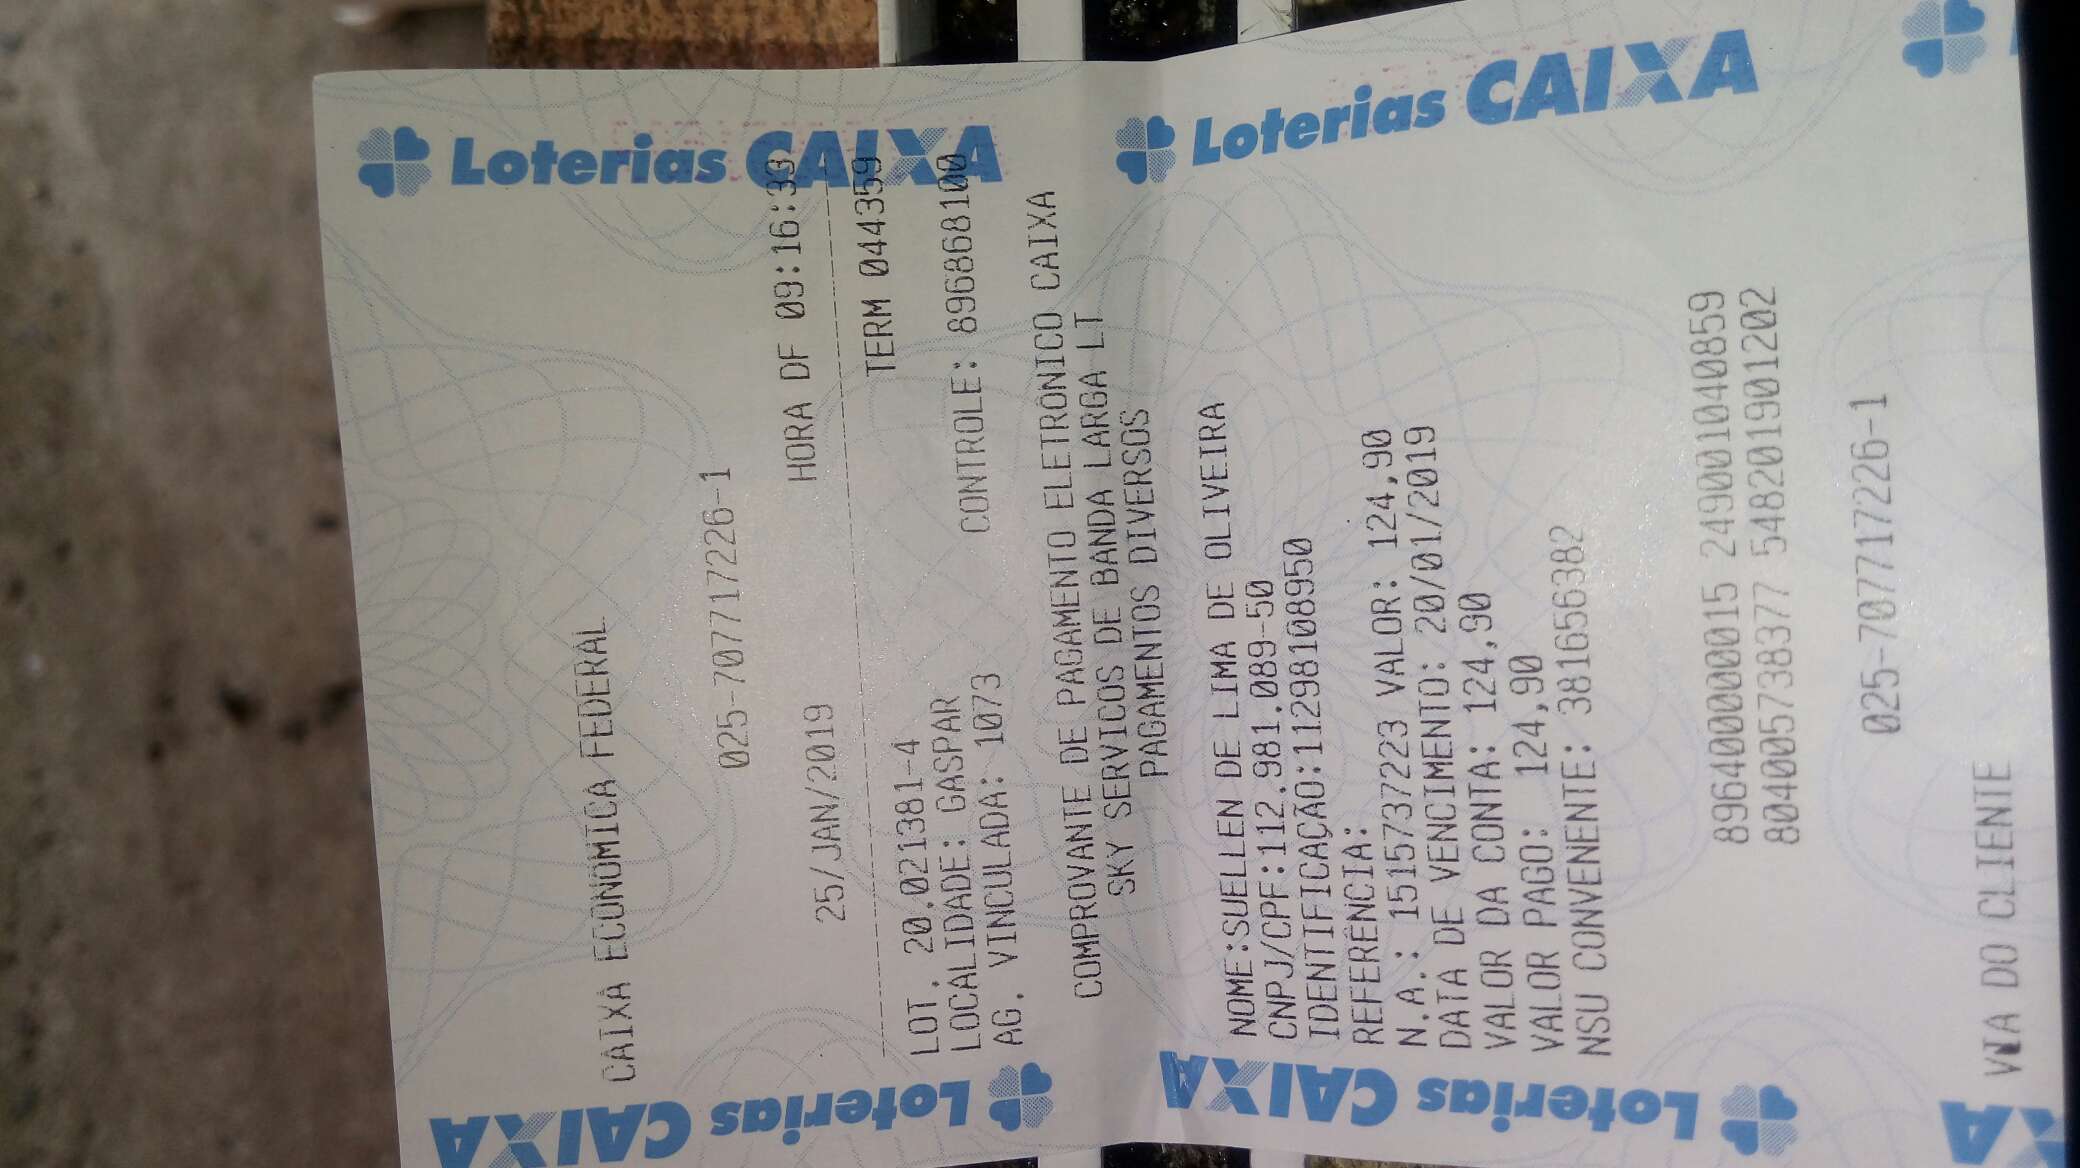 CAIXA ECONÔMICA FEDERAL
025-707717226-1
25/JAN/2019 HORA DF 09:16:33
LOT. 20.021381-4 TERM 044359
LOCALIDADE: GASPAR
AG. VINCULADA: 1073 CONTROLE: 896868100
COMPROVANTE DE PAGAMENTO ELETRÔNICO CAIXA
SKY SERVICOS DE BANDA LARGA LT
PAGAMENTOS DIVERSOS
NOME:SUELLEN DE LIMA DE OLIVEIRA
CNPJ/CPF:112.981.089-50
IDENTIFICAÇÃO:11298108950
REFERÊNCIA:
N.A.: 1515737223 VALOR: 124,90
DATA DE VENCIMENTO: 20/01/2019
VALOR DA CONTA: 124,90
VALOR PAGO: 124,90
NSU CONVENENTE: 381656382
896400000015 249001040859
804005738377 548201901202
025-707717226-1
VIA DO CLIENTE
Loterias CAIXA
Loterias CAIXA
Loterias CAIXA
Loterias CAIXA
XA